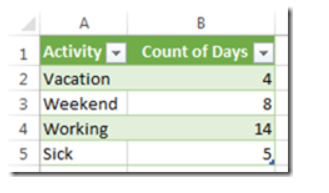 A B
1 Activity Count of Days
2 Vacation 4
3 Weekend 8
4 Working 14
5 Sick 5